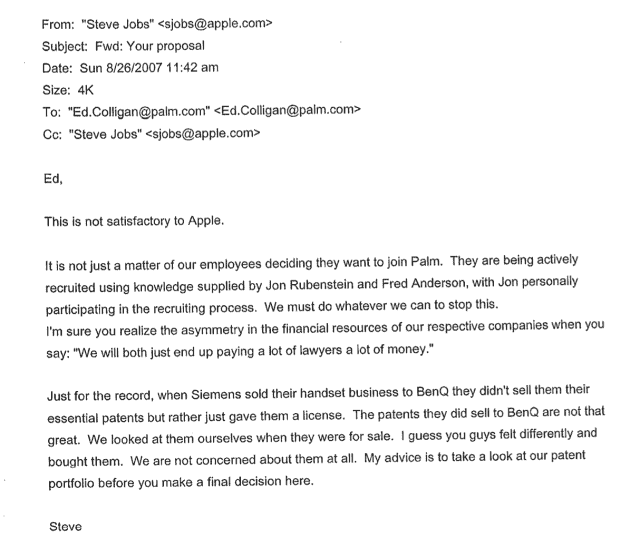 From: "Steve Jobs" <sjobs@apple.com>
Subject: Fwd: Your proposal
Date: Sun 8/26/2007 11:42 am
Size: 4K
To: "Ed.Colligan@palm.com" <Ed.Colligan@palm.com>
Cc: "Steve Jobs" <sjobs@apple.com>
Ed,
This is not satisfactory to Apple.
It is not just a matter of our employees deciding they want to join Palm. They are being actively
recruited using knowledge supplied by Jon Rubenstein and Fred Anderson, with Jon personally
participating in the recruiting process. We must do whatever we can to stop this.
I'm sure you realize the asymmetry in the financial resources of our respective companies when you
say: "We will both just end up paying a lot of lawyers a lot of money."
Just for the record, when Siemens sold their handset business to BenQ they didn't sell them their
essential patents but rather just gave them a license. The patents they did sell to BenQ are not that
great. We looked at them ourselves when they were for sale. I guess you guys felt differently and
bought them. We are not concerned about them at all. My advice is to take a look at our patent
portfolio before you make a final decision here.
Steve